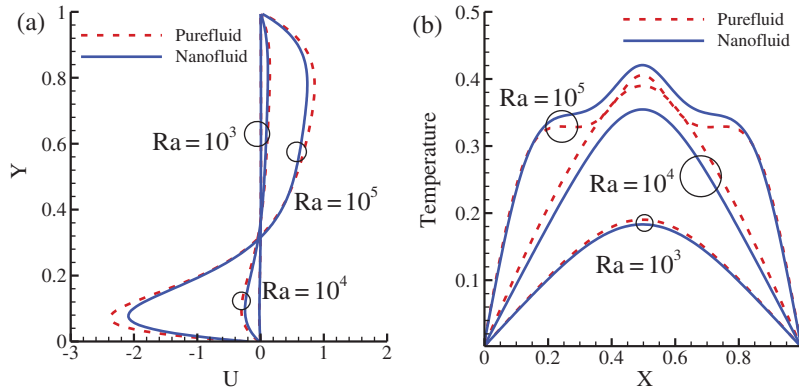 (a)
Purefluid
Nanofluid
1
0.8
0.6
0.4
0.2
0
Y
Ra = 10³
Ra = 10⁵
Ra = 10⁴
-3 -2 -1 0 1 2
U
(b)
Purefluid
Nanofluid
0.5
0.4
0.3
0.2
0.1
Temperature
Ra = 10⁵
Ra = 10⁴
Ra = 10³
0 0.2 0.4 0.6 0.8
X